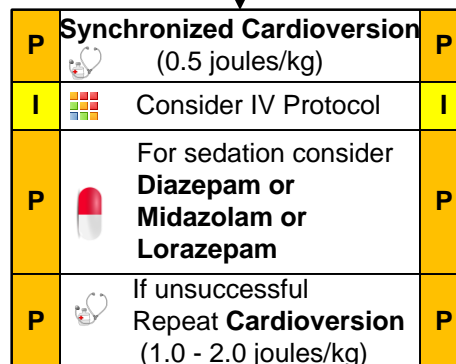 P Synchronized Cardioversion P
(0.5 joules/kg)
I Consider IV Protocol I
For sedation consider
P Diazepam or P
Midazolam or
Lorazepam
If unsuccessful
P Repeat Cardioversion P
(1.0 - 2.0 joules/kg)